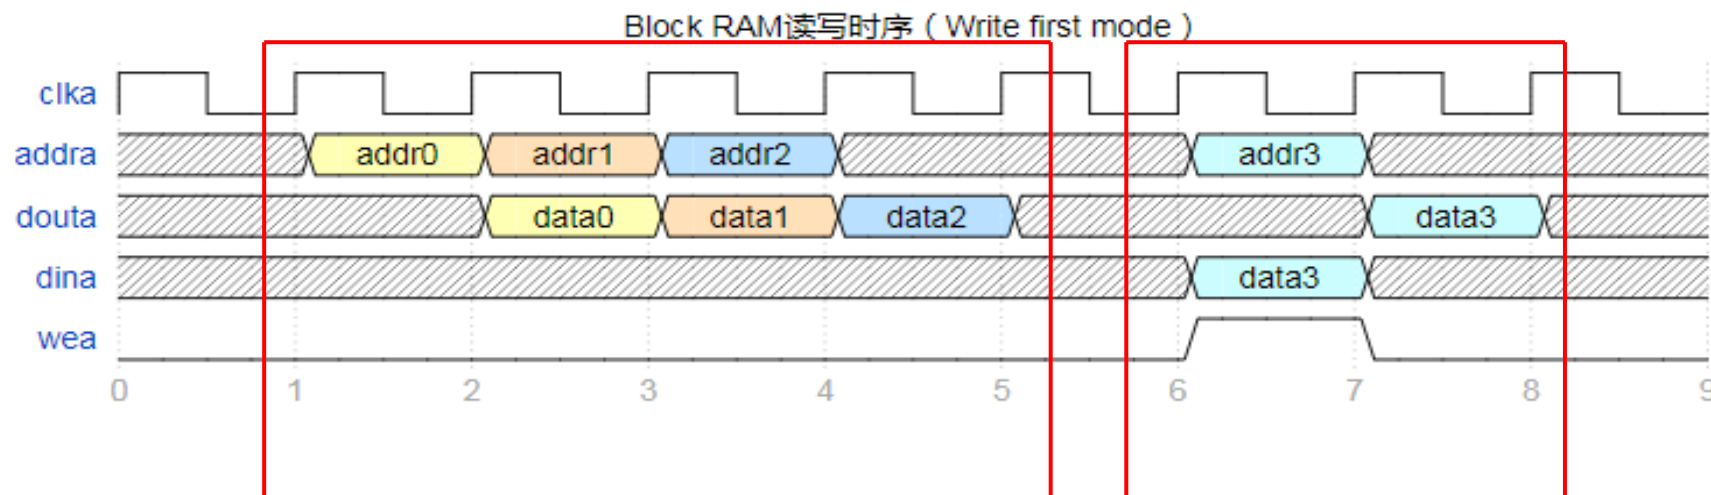 Block RAM读写时序（Write first mode）
clka
addra addr0 addr1 addr2 addr3
douta data0 data1 data2 data3
dina data3
wea
0 1 2 3 4 5 6 7 8 9